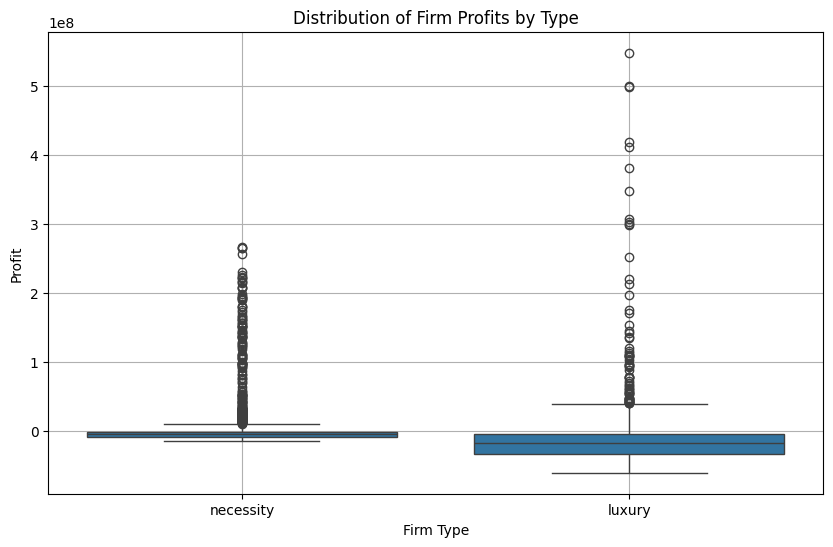 Distribution of Firm Profits by Type
1e8
5
4
3
2
1
0
Profit
necessity luxury
Firm Type